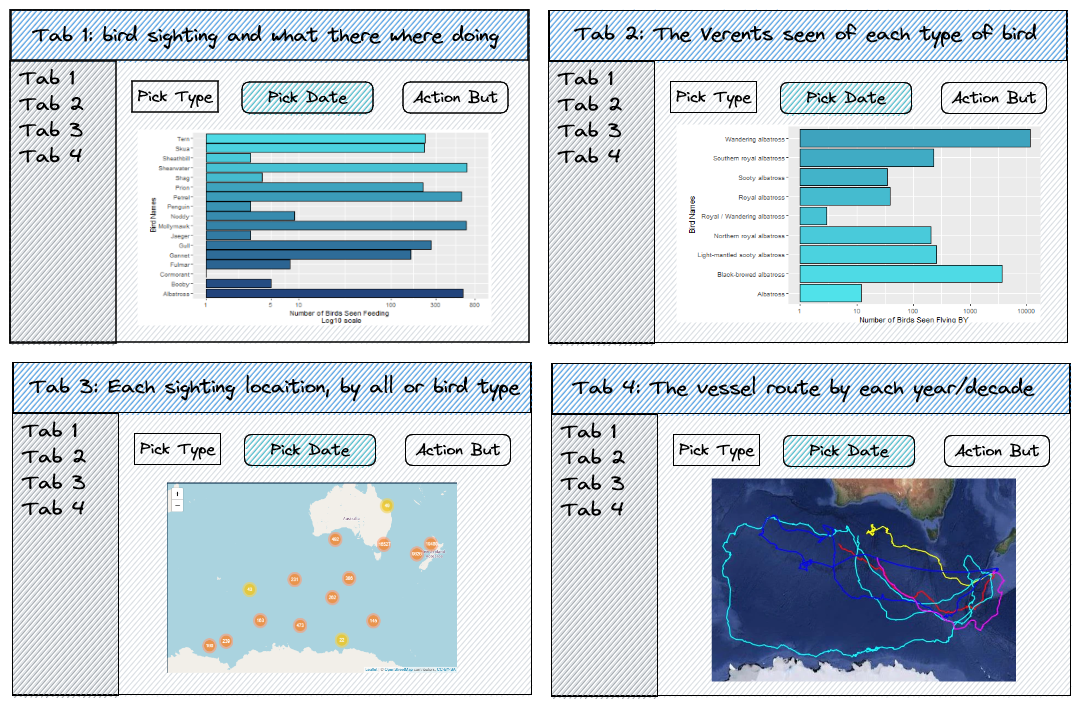 Tab 1: bird sighting and what there where doing
Tab 1
Tab 2
Tab 3
Tab 4
Pick Type
Pick Date
Action But
Bird Names
Tern
Skua
Sheathbill
Shearwater
Shag
Prion
Petrel
Penguin
Noddy
Mollymawk
Jaeger
Gull
Gannet
Fulmar
Cormorant
Booby
Albatross
1 5 10 100 300 800
Number of Birds Seen Feeding
Log10 scale
Tab 2: The Verents seen of each type of bird
Tab 1
Tab 2
Tab 3
Tab 4
Pick Type
Pick Date
Action But
Bird Names
Wandering albatross
Southern royal albatross
Sooty albatross
Royal albatross
Royal / Wandering albatross
Northern royal albatross
Light-mantled sooty albatross
Black-browed albatross
Albatross
1 10 100 1000 10000
Number of Birds Seen Flying BY
Tab 3: Each sighting locaition, by all or bird type
Tab 1
Tab 2
Tab 3
Tab 4
Pick Type
Pick Date
Action But
+
−
Australia
Leaflet | © OpenStreetMap contributors, CC-BY-SA
Tab 4: The vessel route by each year/decade
Tab 1
Tab 2
Tab 3
Tab 4
Pick Type
Pick Date
Action But